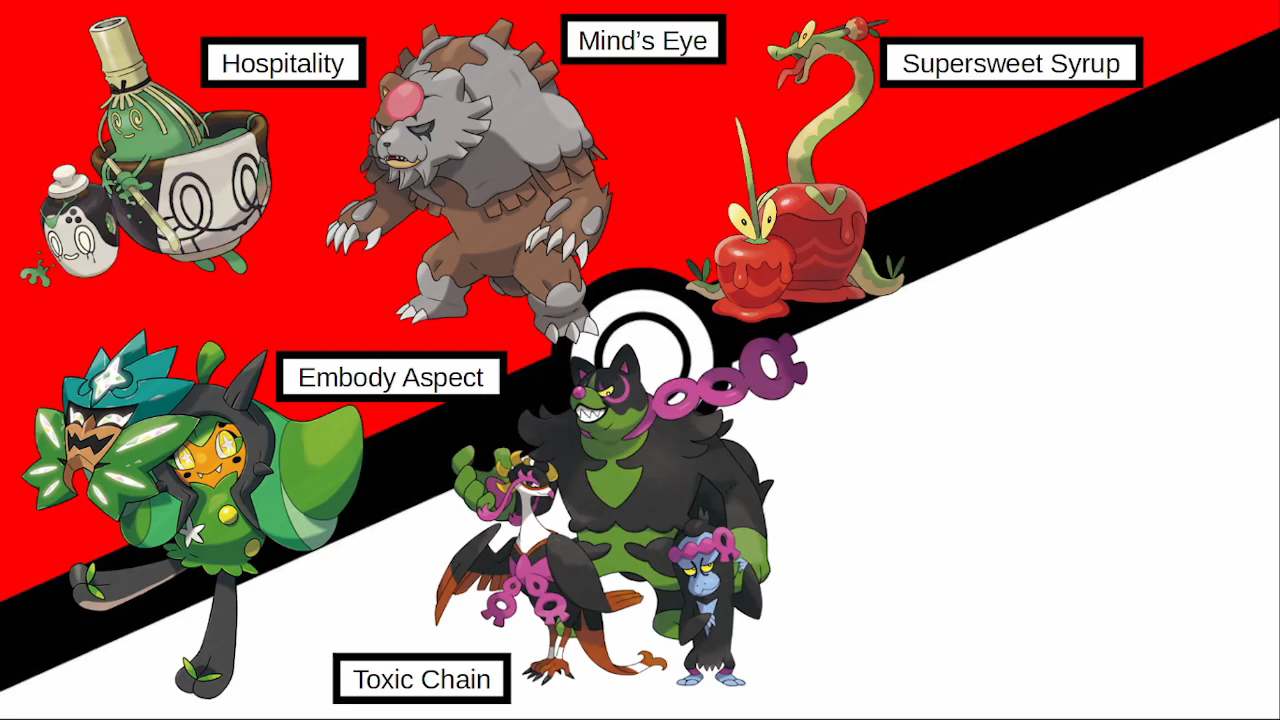 Hospitality
Mind's Eye
Supersweet Syrup
Embody Aspect
Toxic Chain